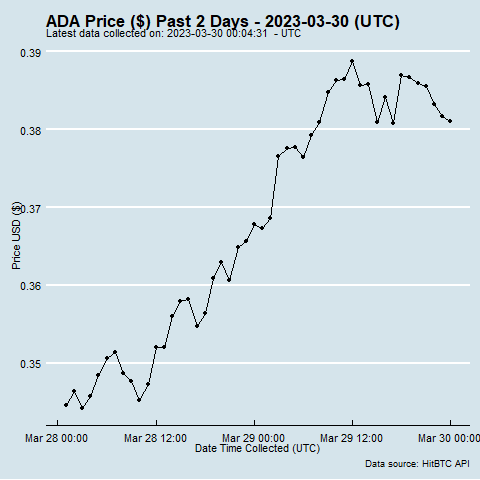 ADA Price ($) Past 2 Days - 2023-03-30 (UTC)
Latest data collected on: 2023-03-30 00:04:31 - UTC
0.39
0.38
0.37
0.36
0.35
Price USD ($)
Mar 28 00:00 Mar 28 12:00 Mar 29 00:00 Mar 29 12:00 Mar 30 00:00
Date Time Collected (UTC)
Data source: HitBTC API